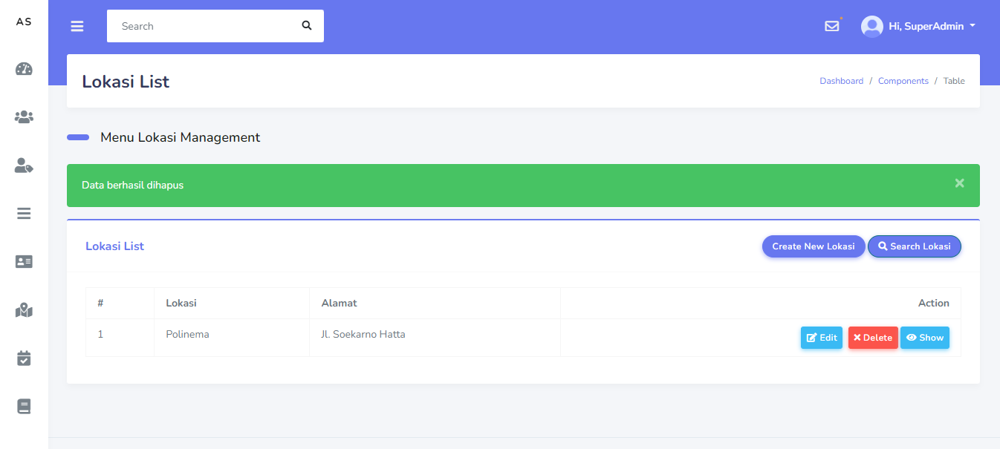 AS
Search
Hi, SuperAdmin
Lokasi List
Dashboard / Components / Table
Menu Lokasi Management
Data berhasil dihapus
×
Lokasi List
Create New Lokasi
Search Lokasi
# Lokasi Alamat Action
1 Polinema Jl. Soekarno Hatta Edit Delete Show